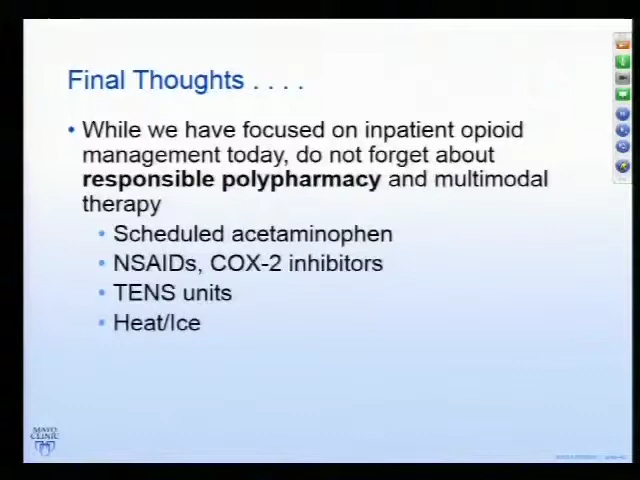 Final Thoughts . . . .
• While we have focused on inpatient opioid
management today, do not forget about
responsible polypharmacy and multimodal
therapy
• Scheduled acetaminophen
• NSAIDs, COX-2 inhibitors
• TENS units
• Heat/Ice
MAYO
CLINIC